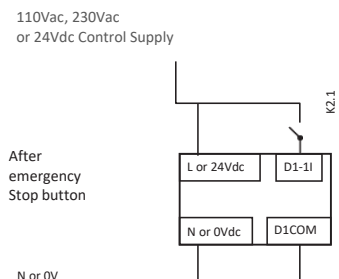 110Vac, 230Vac
or 24Vdc Control Supply
K2.1
After
emergency
Stop button
L or 24Vdc
D1-1I
N or 0Vdc
D1COM
N or 0V